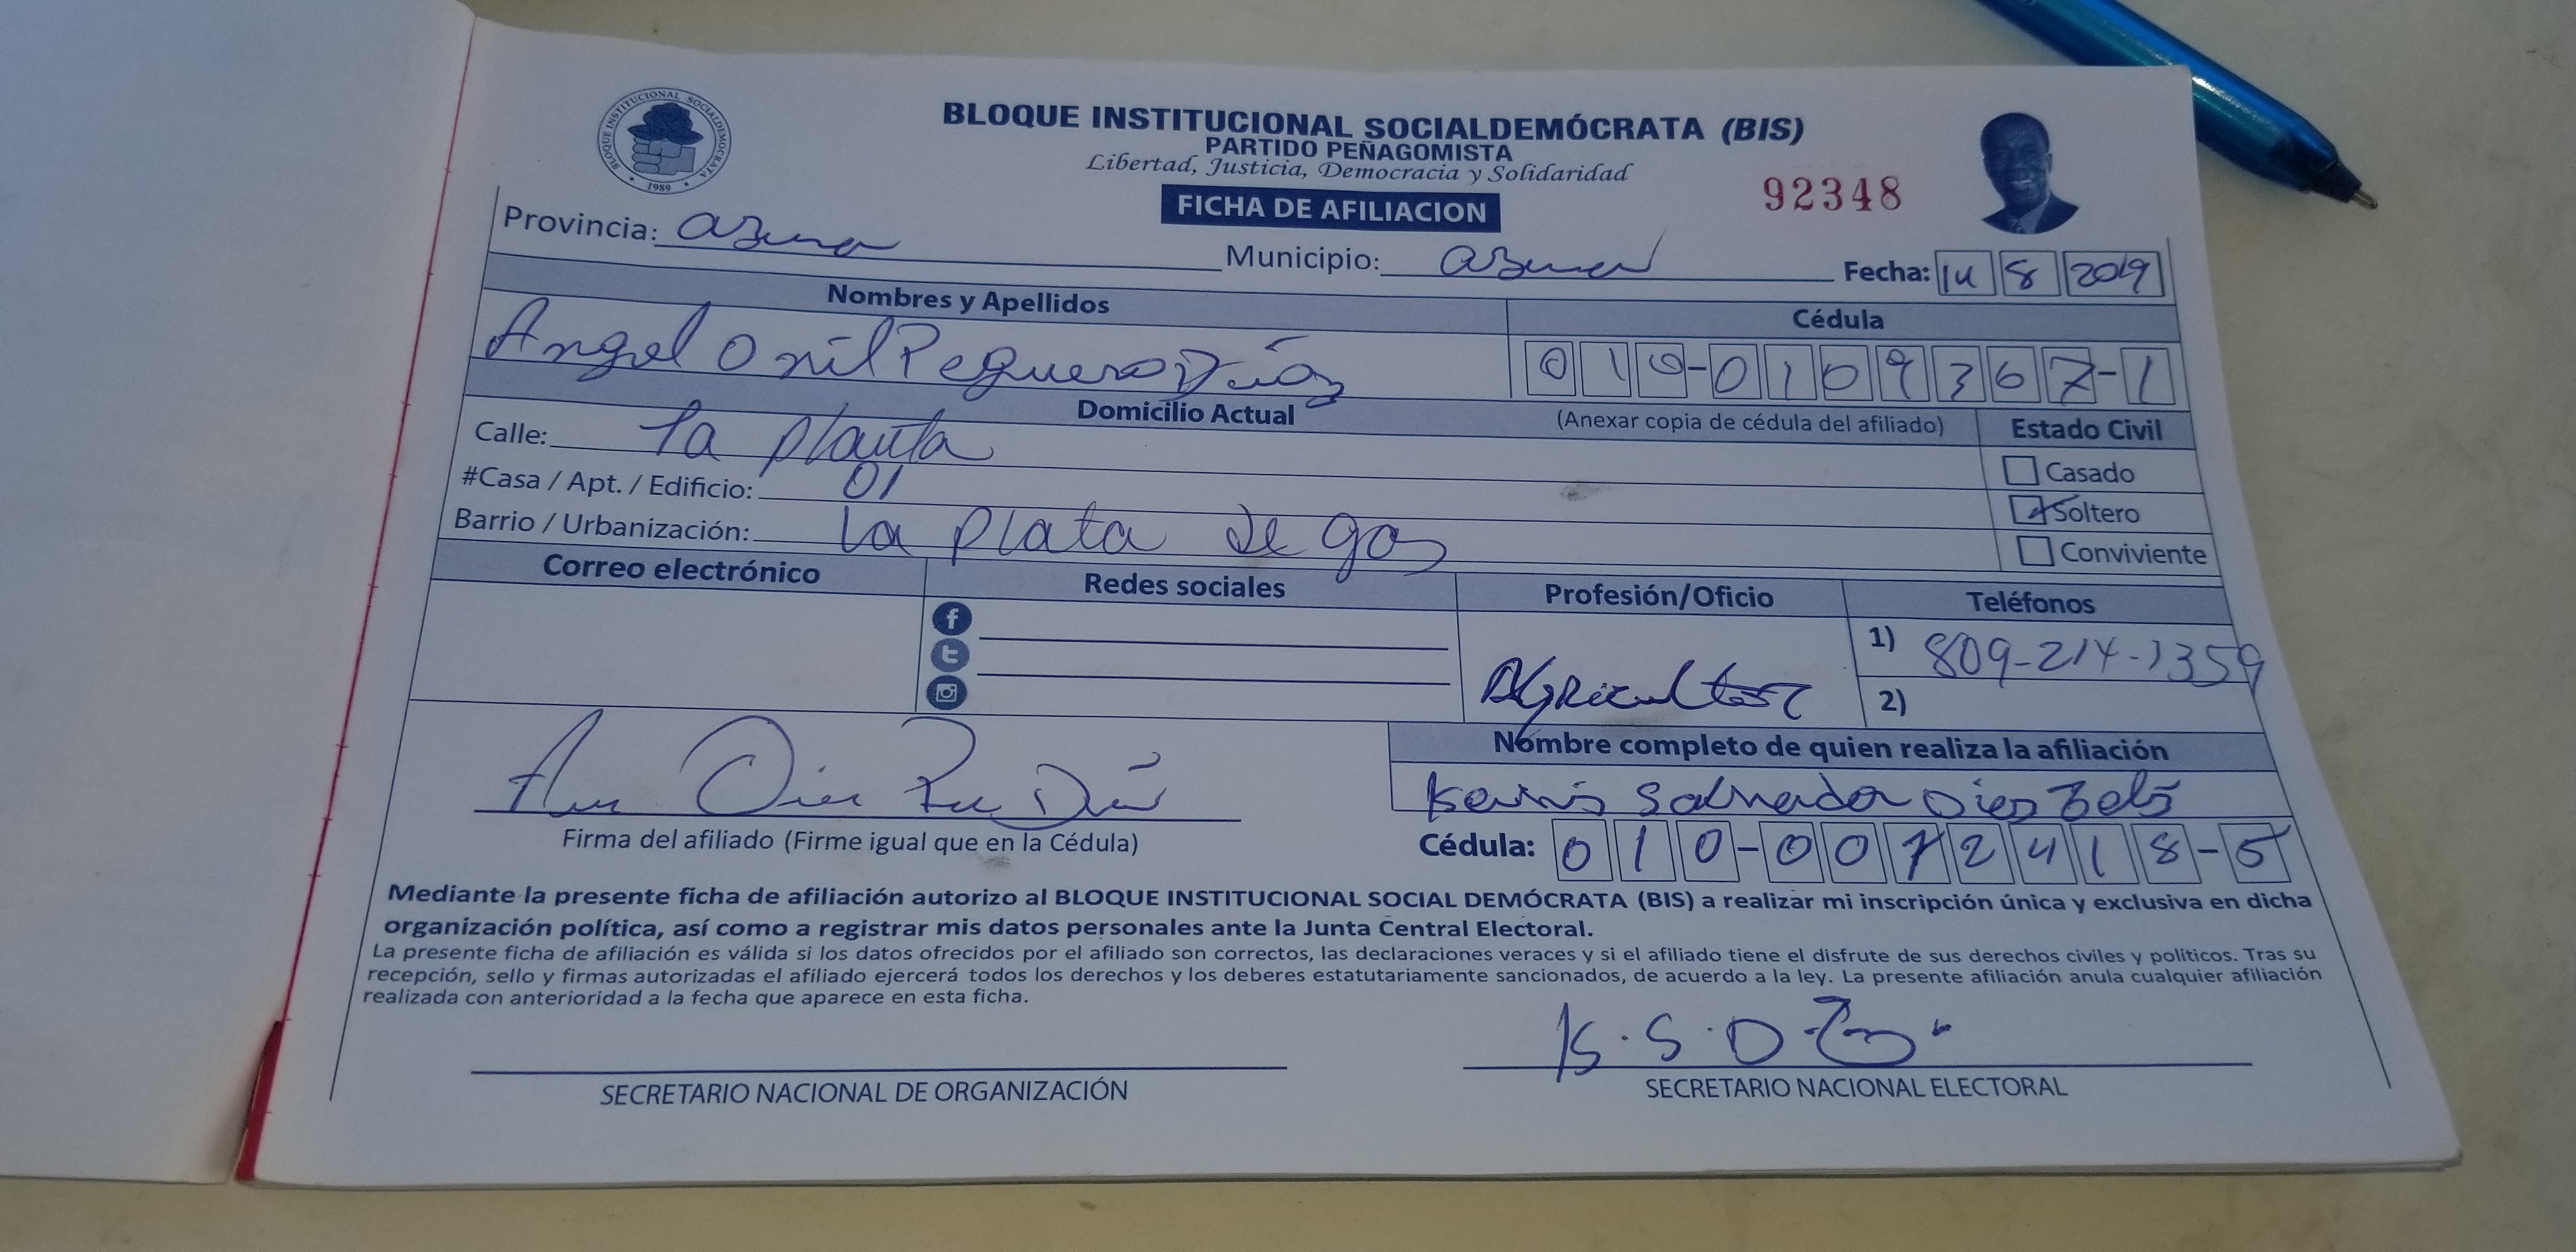 BLOQUE INSTITUCIONAL SOCIALDEMÓCRATA
1989
BLOQUE INSTITUCIONAL SOCIALDEMÓCRATA (BIS)
PARTIDO PEÑAGOMISTA
Libertad, Justicia, Democracia y Solidaridad
FICHA DE AFILIACION
92348
Provincia: azua Municipio: azua Fecha: 14 8 2019
Nombres y Apellidos Cédula
Angel Onil Peguero Díaz 010-0109367-1
Domicilio Actual (Anexar copia de cédula del afiliado) Estado Civil
Calle: la planta
Casado
#Casa / Apt. / Edificio: 01
Soltero
Barrio / Urbanización: la plata de gas
Conviviente
Correo electrónico Redes sociales Profesión/Oficio Teléfonos
Agricultor
1) 809-214-1359
2)
Nombre completo de quien realiza la afiliación
Salvador
Firma del afiliado (Firme igual que en la Cédula)
Cédula: 010-0072418-5
Mediante la presente ficha de afiliación autorizo al BLOQUE INSTITUCIONAL SOCIAL DEMÓCRATA (BIS) a realizar mi inscripción única y exclusiva en dicha
organización política, así como a registrar mis datos personales ante la Junta Central Electoral.
La presente ficha de afiliación es válida si los datos ofrecidos por el afiliado son correctos, las declaraciones veraces y si el afiliado tiene el disfrute de sus derechos civiles y políticos. Tras su
recepción, sello y firmas autorizadas el afiliado ejercerá todos los derechos y los deberes estatutariamente sancionados, de acuerdo a la ley. La presente afiliación anula cualquier afiliación
realizada con anterioridad a la fecha que aparece en esta ficha.
K.S.D
SECRETARIO NACIONAL DE ORGANIZACIÓN SECRETARIO NACIONAL ELECTORAL